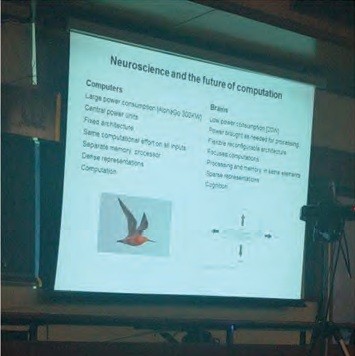 Neuroscience and the future of computation
Computers
Large power consumption [AlphaGo 300KW]
Central power units
Fixed architecture
Same computational effort on all inputs
Separate memory processor
Dense representations
Computation
Brains
Low power consumption [20W]
Power brought as needed for processing
Flexible reconfigurable architecture
Focused computations
Processing and memory in same elements
Sparse representations
Cognition